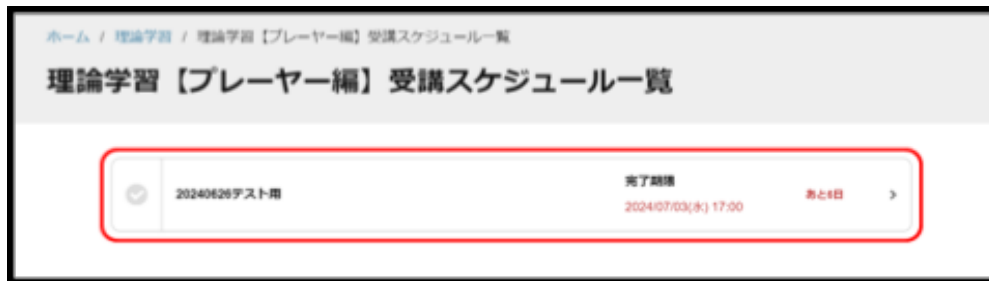 ホーム / 理論学習 / 理論学習【プレーヤー編】受講スケジュール一覧
理論学習【プレーヤー編】受講スケジュール一覧
20240626テスト用
完了期限
2024/07/03(水) 17:00
あと6日